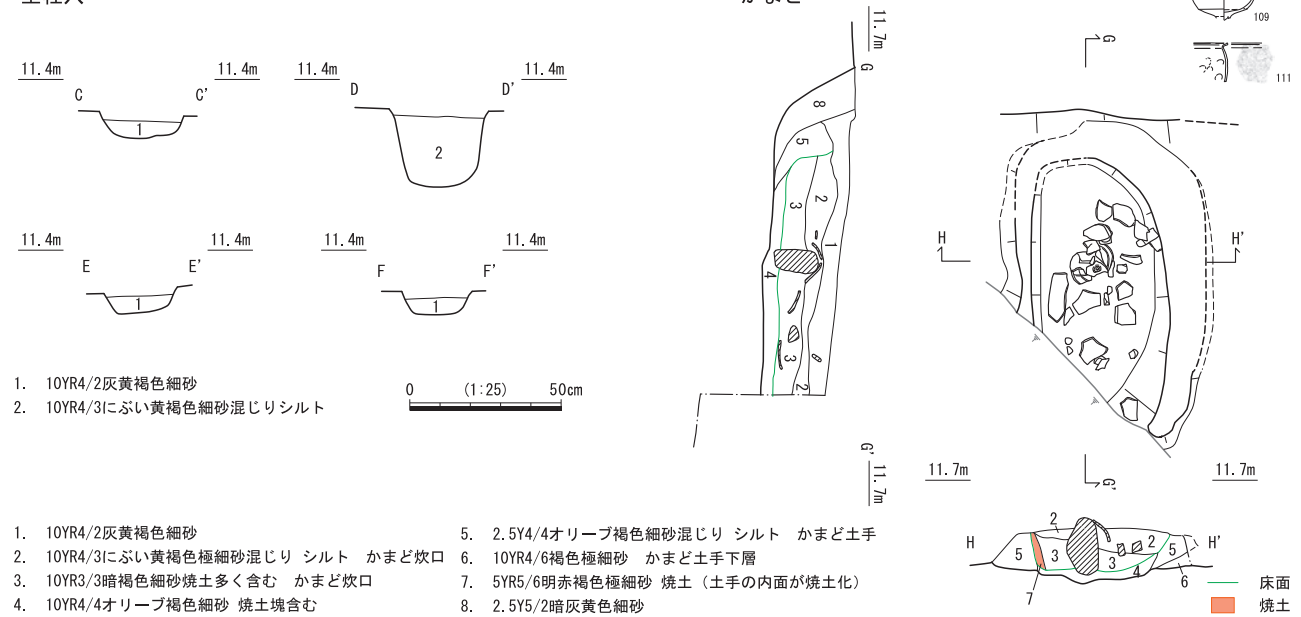 11.4m 11.4m 11.4m 11.4m
C C' D D'
1
2
11.4m 11.4m 11.4m 11.4m
E E' F F'
1
1
1. 10YR4/2灰黄褐色細砂
2. 10YR4/3にぶい黄褐色細砂混じりシルト
0 (1:25) 50cm
11.7m
G
8
5
3
2
1
4
3
2
G'
11.7m
109
111
G
H H'
G'
11.7m 11.7m
H H'
2
5
3
2
3
5
4
6
7
床面
焼土
1. 10YR4/2灰黄褐色細砂
2. 10YR4/3にぶい黄褐色極細砂混じり シルト かまど炊口
3. 10YR3/3暗褐色細砂焼土多く含む かまど炊口
4. 10YR4/4オリーブ褐色細砂 焼土塊含む
5. 2.5Y4/4オリーブ褐色細砂混じり シルト かまど土手
6. 10YR4/6褐色極細砂 かまど土手下層
7. 5YR5/6明赤褐色極細砂 焼土（土手の内面が焼土化）
8. 2.5Y5/2暗灰黄色細砂